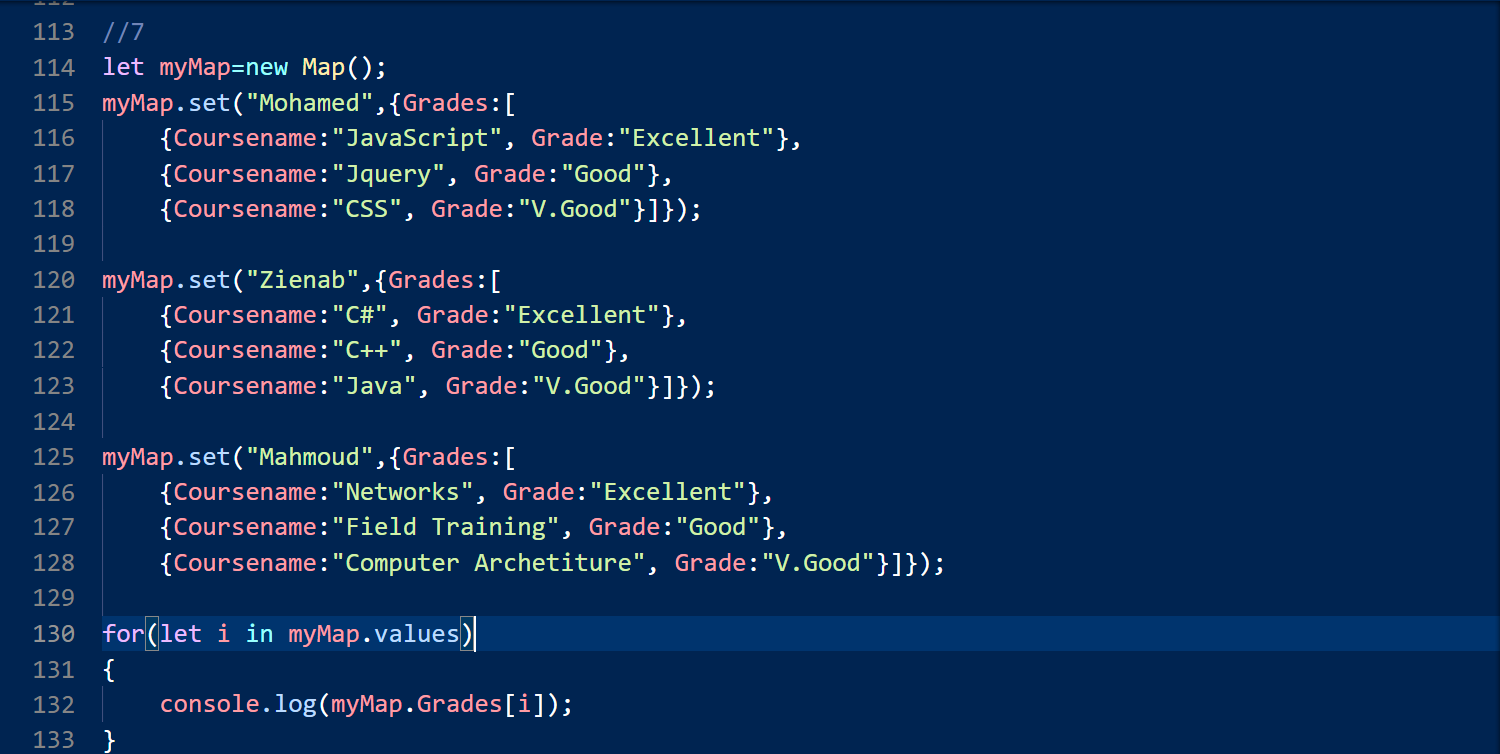 113 //7
114 let myMap=new Map();
115 myMap.set("Mohamed",{Grades:[
116     {Coursename:"JavaScript", Grade:"Excellent"},
117     {Coursename:"Jquery", Grade:"Good"},
118     {Coursename:"CSS", Grade:"V.Good"}]});
119
120 myMap.set("Zienab",{Grades:[
121     {Coursename:"C#", Grade:"Excellent"},
122     {Coursename:"C++", Grade:"Good"},
123     {Coursename:"Java", Grade:"V.Good"}]});
124
125 myMap.set("Mahmoud",{Grades:[
126     {Coursename:"Networks", Grade:"Excellent"},
127     {Coursename:"Field Training", Grade:"Good"},
128     {Coursename:"Computer Archetiture", Grade:"V.Good"}]});
129
130 for(let i in myMap.values)
131 {
132     console.log(myMap.Grades[i]);
133 }